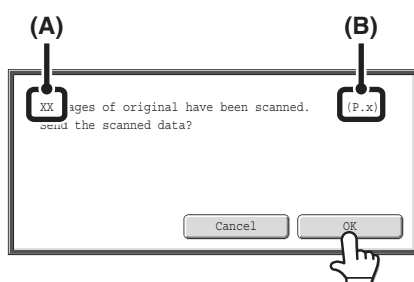 (A) (B)
XX ages of original have been scanned. (P.x)
Send the scanned data?
Cancel OK